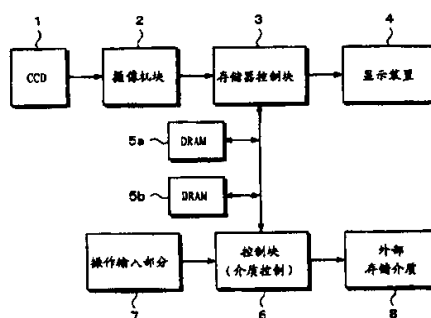 1
2
3
4
CCD
摄像机块
存储器控制块
显示装置
5a
DRAM
5b
DRAM
操作输入部分
控制块
(介质控制)
外部
存储介质
7
6
8